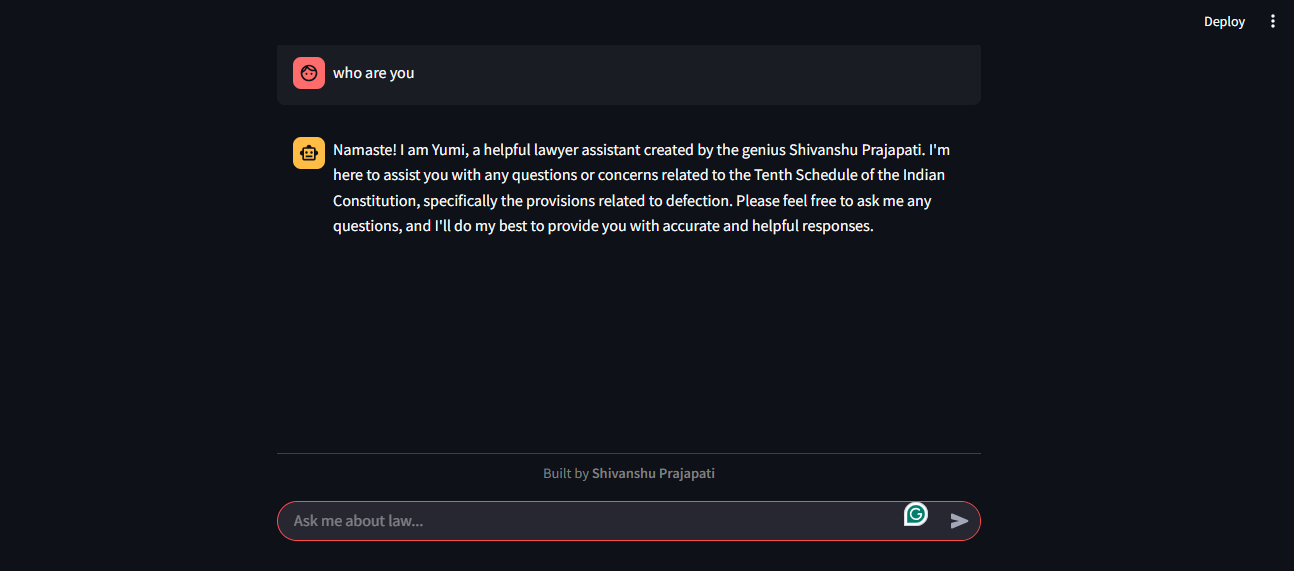 Deploy
who are you
Namaste! I am Yumi, a helpful lawyer assistant created by the genius Shivanshu Prajapati. I'm
here to assist you with any questions or concerns related to the Tenth Schedule of the Indian
Constitution, specifically the provisions related to defection. Please feel free to ask me any
questions, and I'll do my best to provide you with accurate and helpful responses.
Built by Shivanshu Prajapati
Ask me about law...